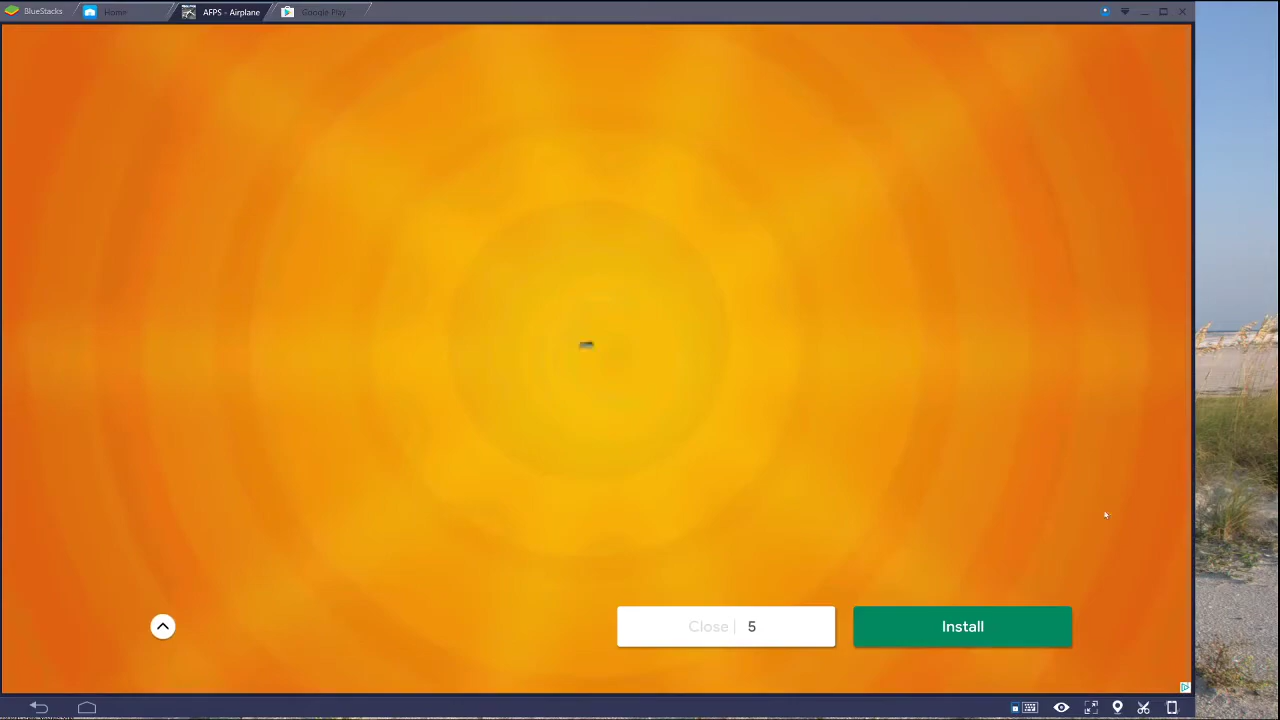 BlueStacks
Home
AFPS - Airplane
Google Play
Close | 5
Install